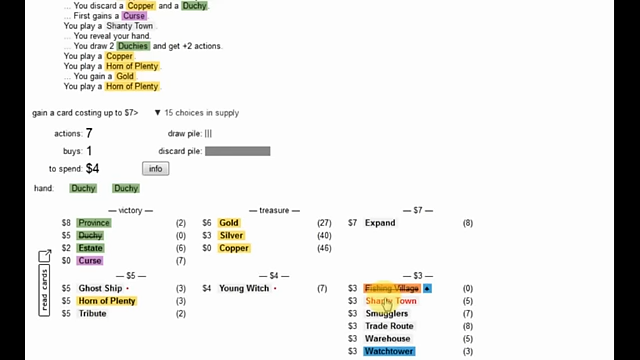 ... You discard a Copper and a Duchy.
... First gains a Curse.
You play a Shanty Town.
... You reveal your hand.
... You draw 2 Duchies and get +2 actions.
You play a Copper.
You play a Horn of Plenty.
... You gain a Gold
You play a Horn of Plenty.
gain a card costing up to $7> ▼ 15 choices in supply
actions: 7 draw pile:
buys: 1 discard pile:
to spend: $4 info
hand: Duchy Duchy
— victory — — treasure — — $7 —
$8 Province (2) $6 Gold (27) $7 Expand (8)
$5 Duchy (0) $3 Silver (40)
$2 Estate (6) $0 Copper (46)
$0 Curse (7)
read cards
— $5 — — $4 — — $3 —
$5 Ghost Ship (3) $4 Young Witch (7) $3 Fishing Village (0)
$5 Horn of Plenty (3) $3 Shanty Town (5)
$5 Tribute (2) $3 Smugglers (7)
$3 Trade Route (8)
$3 Warehouse (5)
$3 Watchtower (3)